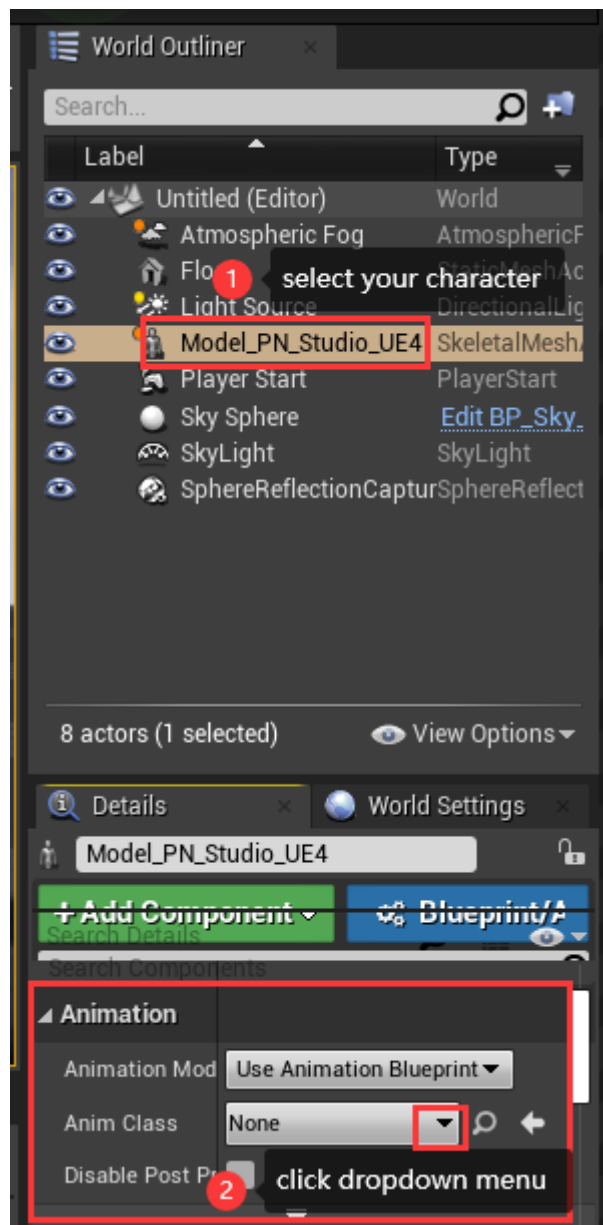 World Outliner
Search...
Label Type
Untitled (Editor) World
Atmospheric Fog AtmosphericF
Flo StaticMeshAc
1 select your character
Light Source DirectionalLig
Model_PN_Studio_UE4 SkeletalMesh
Player Start PlayerStart
Sky Sphere Edit BP_Sky_
SkyLight SkyLight
SphereReflectionCaptur SphereReflect
8 actors (1 selected) View Options
Details World Settings
Model_PN_Studio_UE4
+ Add Component Blueprint/A
Search Details
Search Components
Animation
Animation Mod Use Animation Blueprint
Anim Class None
Disable Post Pr
2 click dropdown menu